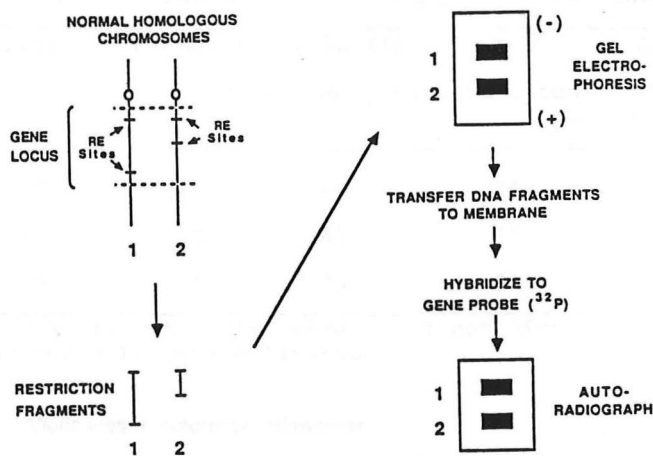 NORMAL HOMOLOGOUS
CHROMOSOMES
GENE
LOCUS
RE
Sites
RE
Sites
1
2
RESTRICTION
FRAGMENTS
1
2
(-)
1
2
(+)
GEL
ELECTRO-
PHORESIS
TRANSFER DNA FRAGMENTS
TO MEMBRANE
HYBRIDIZE TO
GENE PROBE (³²P)
1
2
AUTO-
RADIOGRAPH